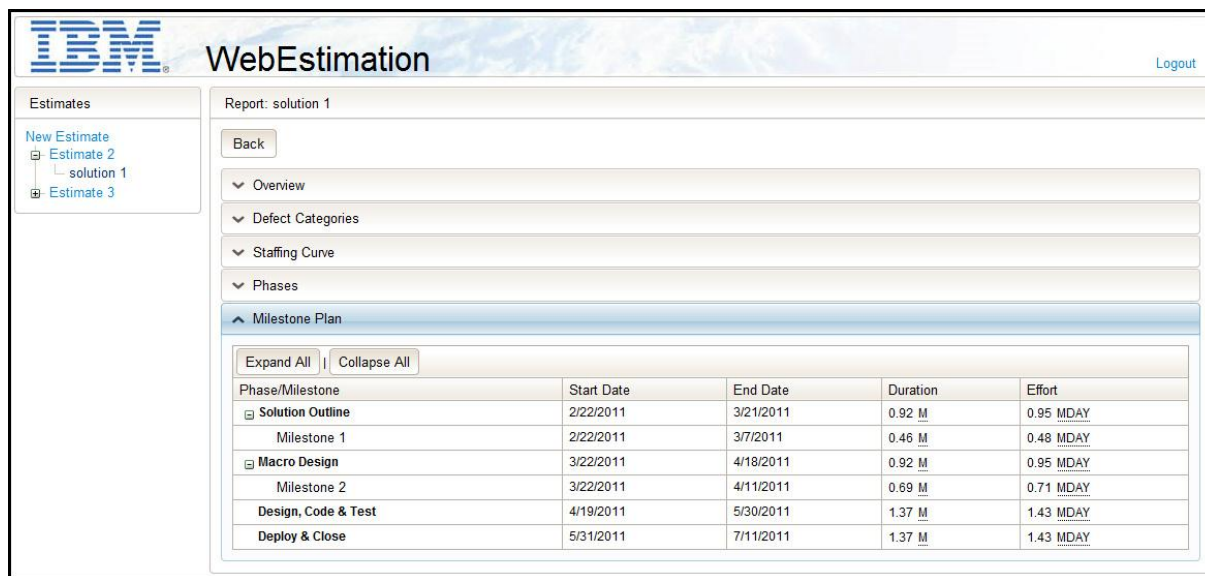 IBM®
WebEstimation
Logout
Estimates
New Estimate
Estimate 2
solution 1
Estimate 3
Report: solution 1
Back
Overview
Defect Categories
Staffing Curve
Phases
Milestone Plan
Expand All | Collapse All
Phase/Milestone Start Date End Date Duration Effort
Solution Outline 2/22/2011 3/21/2011 0.92 M 0.95 MDAY
Milestone 1 2/22/2011 3/7/2011 0.46 M 0.48 MDAY
Macro Design 3/22/2011 4/18/2011 0.92 M 0.95 MDAY
Milestone 2 3/22/2011 4/11/2011 0.69 M 0.71 MDAY
Design, Code & Test 4/19/2011 5/30/2011 1.37 M 1.43 MDAY
Deploy & Close 5/31/2011 7/11/2011 1.37 M 1.43 MDAY